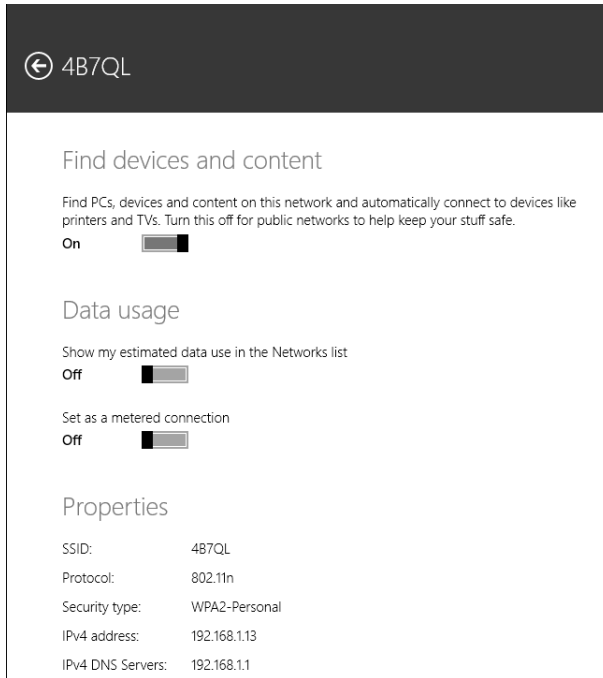 4B7QL
Find devices and content
Find PCs, devices and content on this network and automatically connect to devices like
printers and TVs. Turn this off for public networks to help keep your stuff safe.
On
Data usage
Show my estimated data use in the Networks list
Off
Set as a metered connection
Off
Properties
SSID: 4B7QL
Protocol: 802.11n
Security type: WPA2-Personal
IPv4 address: 192.168.1.13
IPv4 DNS Servers: 192.168.1.1